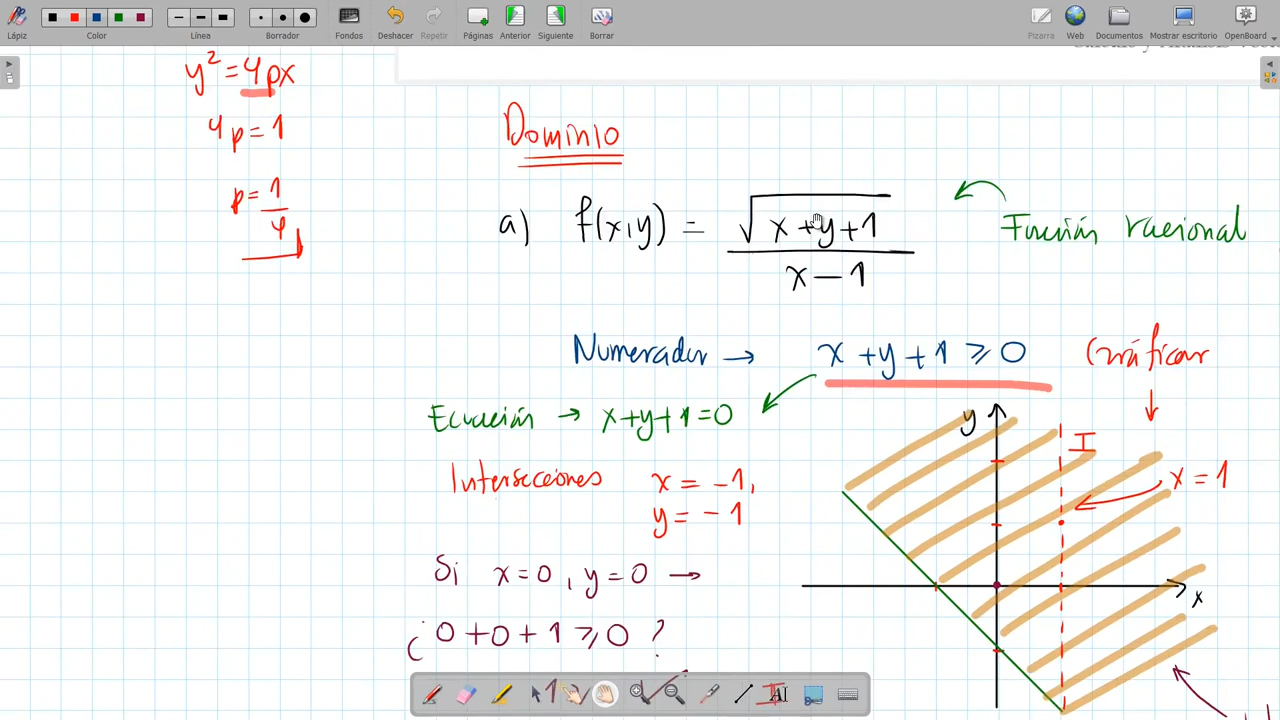 Lápiz Color Línea Borrador Fondos Deshacer Repetir Páginas Anterior Siguiente Borrar Pizarra Web Documentos Mostrar escritorio OpenBoard
y² = 4px
4p = 1
p = 1/4
Dominio
a) f(x,y) = √(x+y+1) / (x-1)
Función racional
Numerador → x + y + 1 ≥ 0
Gráficar
Ecuación → x+y+1=0
y
I
Intersecciones x = -1,
y = -1
x = 1
Si x=0, y=0 →
x
¿ 0 + 0 + 1 ≥ 0 ?
1